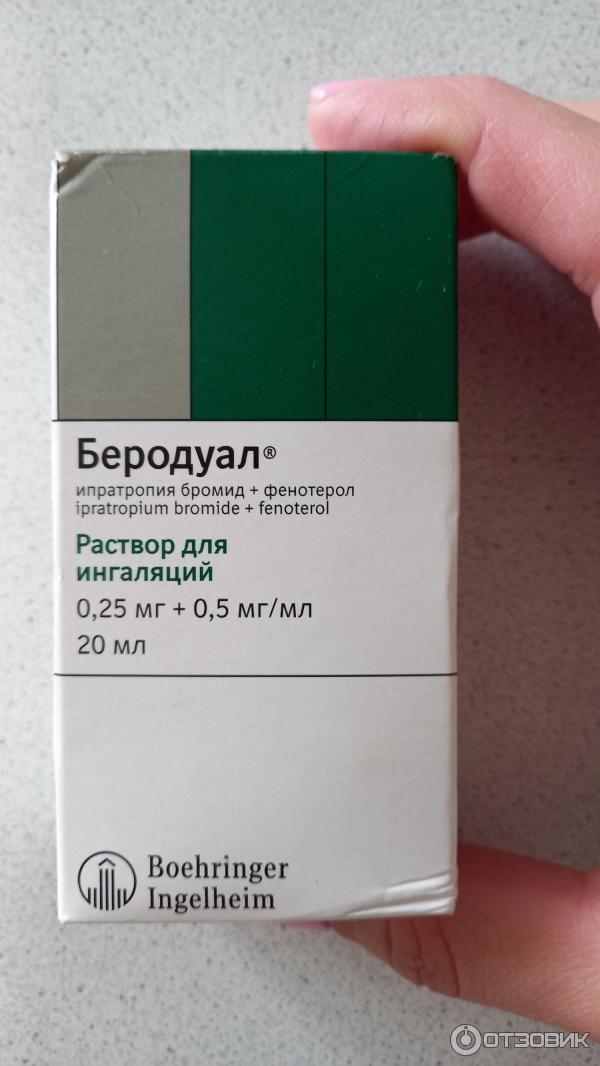 Беродуал®
ипратропия бромид + фенотерол
ipratropium bromide + fenoterol
Раствор для
ингаляций
0,25 мг + 0,5 мг/мл
20 мл
Boehringer
Ingelheim
ОТЗОВИК